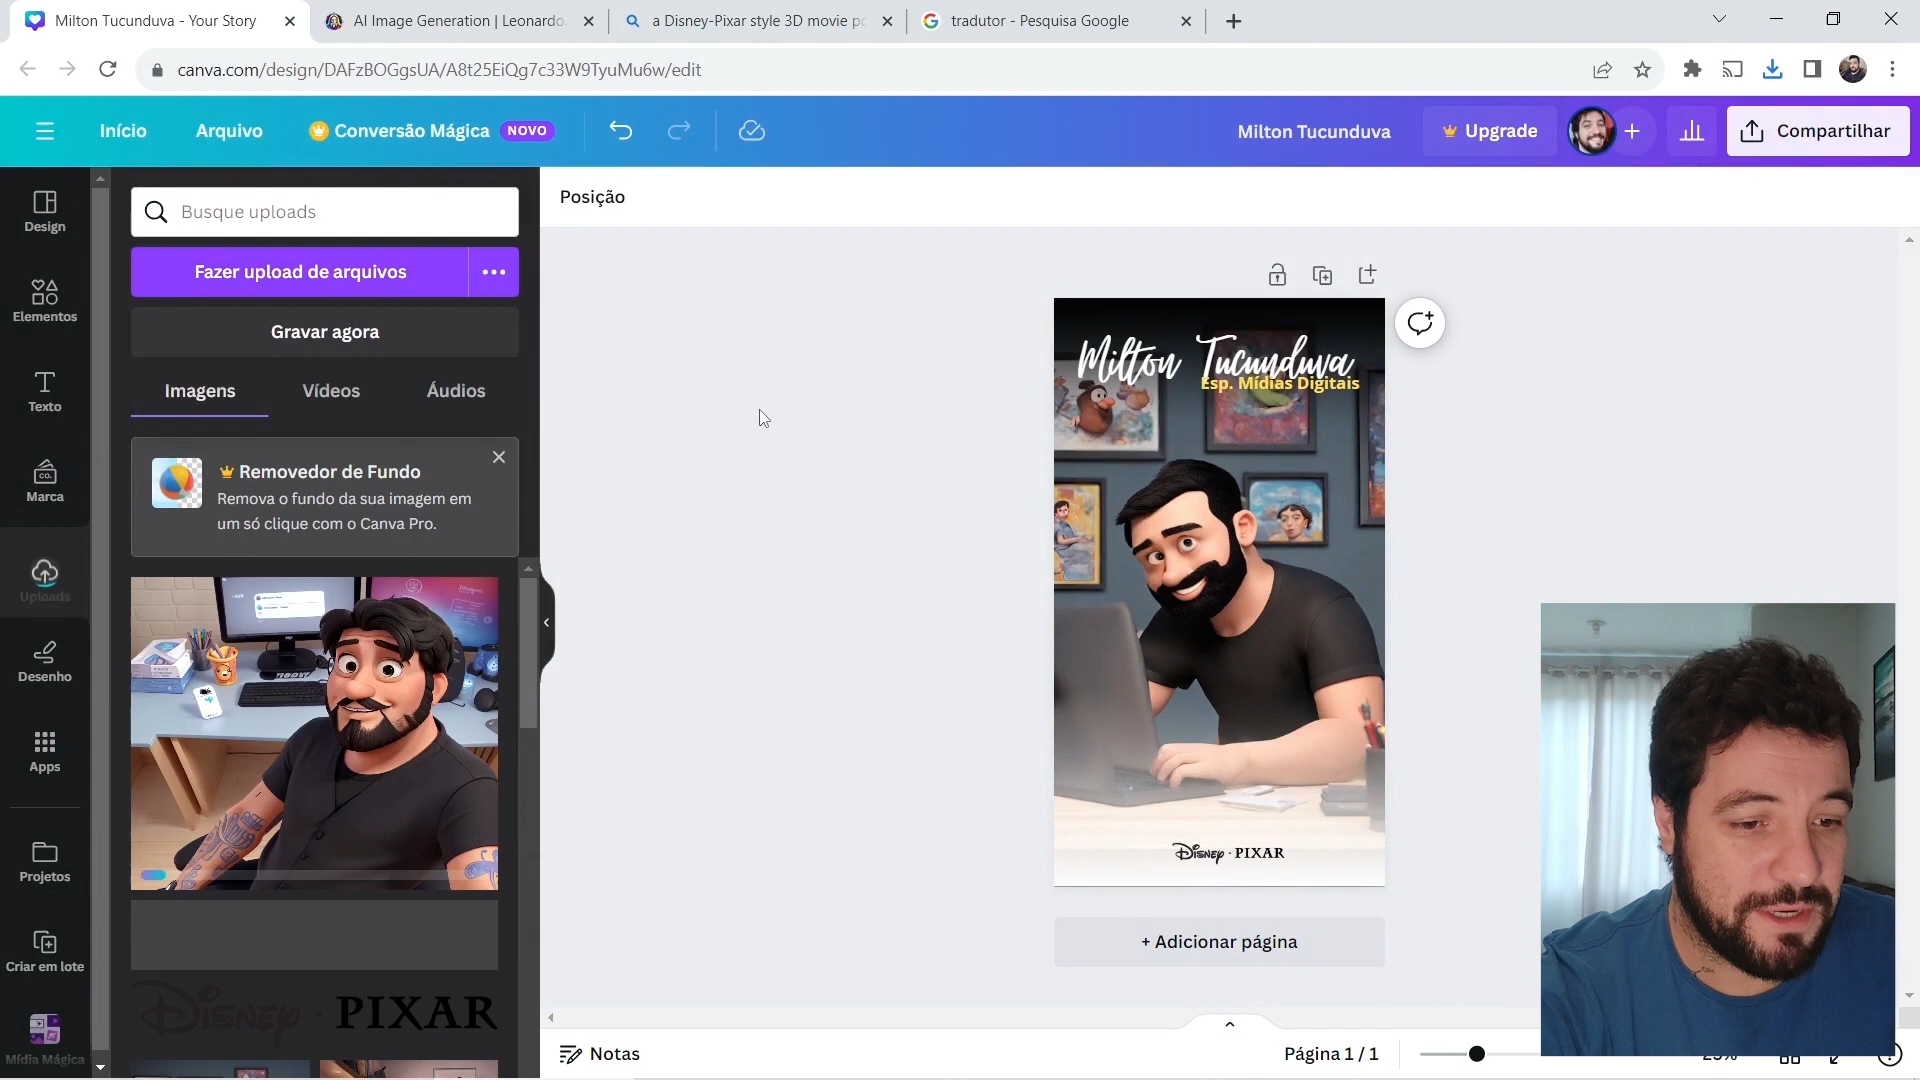 Milton Tucunduva - Your Story
AI Image Generation | Leonardo.
a Disney-Pixar style 3D movie po
tradutor - Pesquisa Google
canva.com/design/DAFzBOGgsUA/A8t25EiQg7c33W9TyuMu6w/edit
Início
Arquivo
Conversão Mágica
NOVO
Milton Tucunduva
Upgrade
Compartilhar
Design
Elementos
Texto
Marca
Uploads
Desenho
Apps
Projetos
Criar em lote
Mídia Mágica
Busque uploads
Fazer upload de arquivos
Gravar agora
Imagens
Vídeos
Áudios
Removedor de Fundo
Remova o fundo da sua imagem em
um só clique com o Canva Pro.
DISNEY · PIXAR
Posição
Milton Tucunduva
Esp. Mídias Digitais
DISNEY · PIXAR
+ Adicionar página
Notas
Página 1 / 1